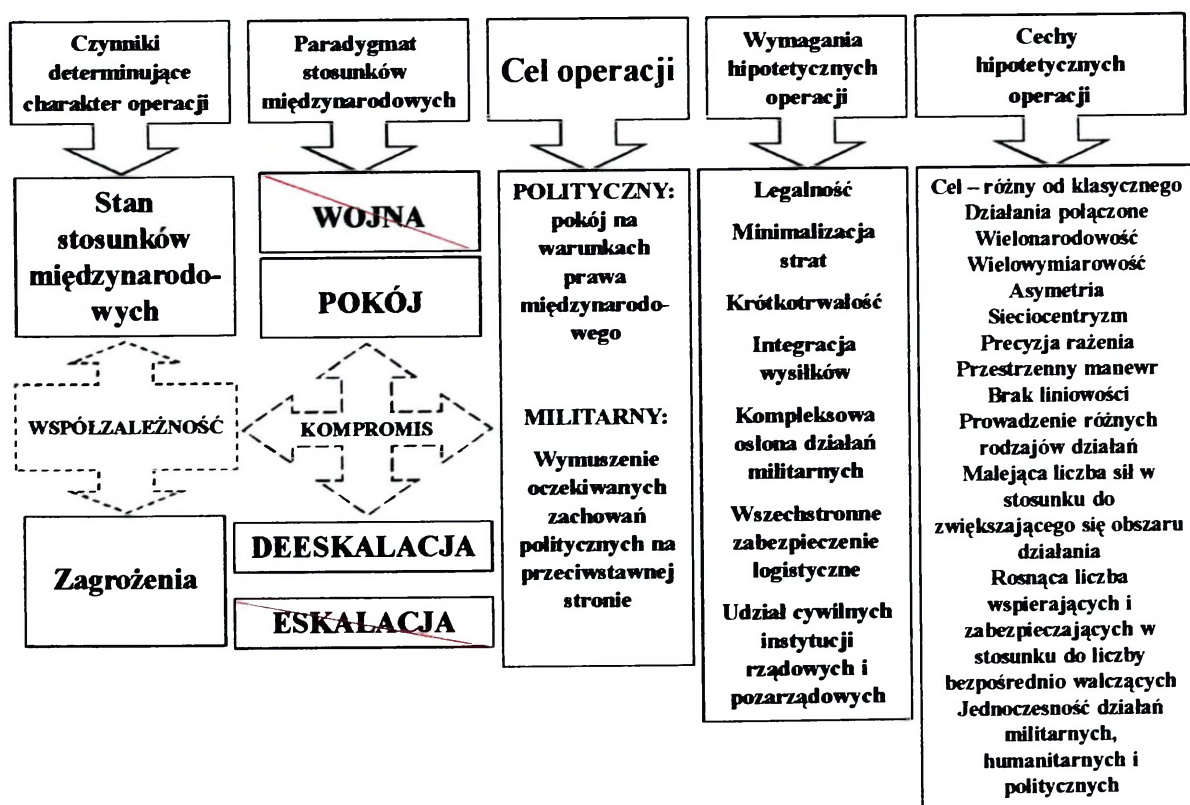 Czynniki
determinujące
charakter operacji
Paradygmat
stosunków
międzynarodowych
Cel operacji
Wymagania
hipotetycznych
operacji
Cechy
hipotetycznych
operacji
Stan
stosunków
międzynarodo-
wych
WSPÓŁZALEŻNOŚĆ
Zagrożenia
WOJNA
POKÓJ
KOMPROMIS
DEESKALACJA
ESKALACJA
POLITYCZNY:
pokój na
warunkach
prawa
międzynarodo-
wego
MILITARNY:
Wymuszenie
oczekiwanych
zachowań
politycznych na
przeciwstawnej
stronie
Legalność
Minimalizacja
strat
Krótkotrwałość
Integracja
wysiłków
Kompleksowa
osłona działań
militarnych
Wszechstronne
zabezpieczenie
logistyczne
Udział cywilnych
instytucji
rządowych i
pozarządowych
Cel – różny od klasycznego
Działania połączone
Wielonarodowość
Wielowymiarowość
Asymetria
Sieciocentryzm
Precyzja rażenia
Przestrzenny manewr
Brak liniowości
Prowadzenie różnych
rodzajów działań
Malejąca liczba sił w
stosunku do
zwiększającego się obszaru
działania
Rosnąca liczba
wspierających i
zabezpieczających w
stosunku do liczby
bezpośrednio walczących
Jednoczesność działań
militarnych,
humanitarnych i
politycznych